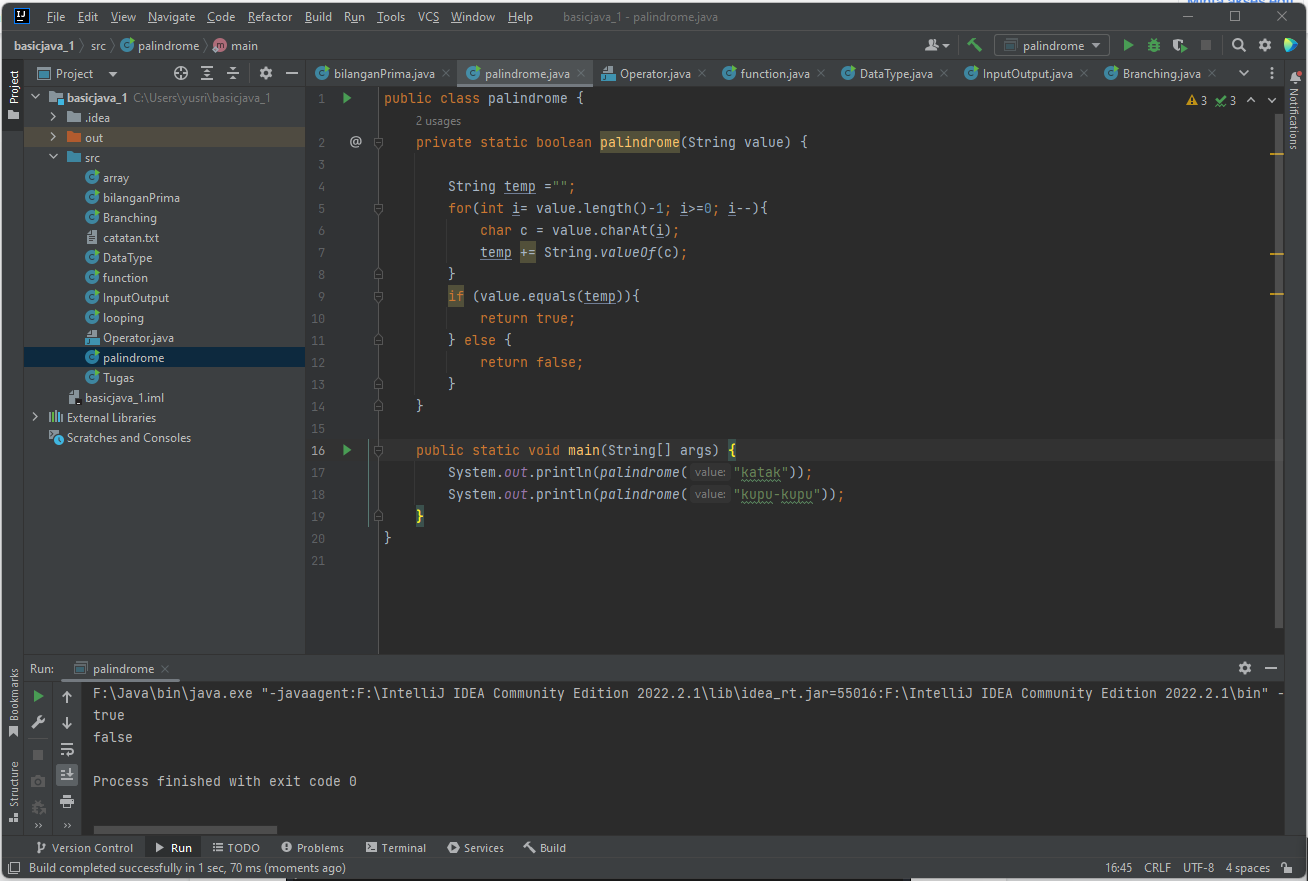 File Edit View Navigate Code Refactor Build Run Tools VCS Window Help basicjava_1 - palindrome.java
basicjava_1 src palindrome m main palindrome
Project Project bilanganPrima.java palindrome.java Operator.java function.java DataType.java InputOutput.java Branching.java
Notifications
basicjava_1 C:\Users\yusri\basicjava_1
.idea
out
src
array
bilanganPrima
Branching
catatan.txt
DataType
function
InputOutput
looping
Operator.java
palindrome
Tugas
basicjava_1.iml
External Libraries
Scratches and Consoles
3 3
1 public class palindrome {
2 usages
2 @ private static boolean palindrome(String value) {
3
4 String temp ="";
5 for(int i= value.length()-1; i>=0; i--){
6 char c = value.charAt(i);
7 temp += String.valueOf(c);
8 }
9 if (value.equals(temp)){
10 return true;
11 } else {
12 return false;
13 }
14 }
15
16 public static void main(String[] args) {
17 System.out.println(palindrome( value: "katak"));
18 System.out.println(palindrome( value: "kupu-kupu"));
19 }
20 }
21
Bookmarks
Structure
Run: palindrome
F:\Java\bin\java.exe "-javaagent:F:\IntelliJ IDEA Community Edition 2022.2.1\lib\idea_rt.jar=55016:F:\IntelliJ IDEA Community Edition 2022.2.1\bin" -
true
false
Process finished with exit code 0
Version Control Run TODO Problems Terminal Services Build
Build completed successfully in 1 sec, 70 ms (moments ago) 16:45 CRLF UTF-8 4 spaces